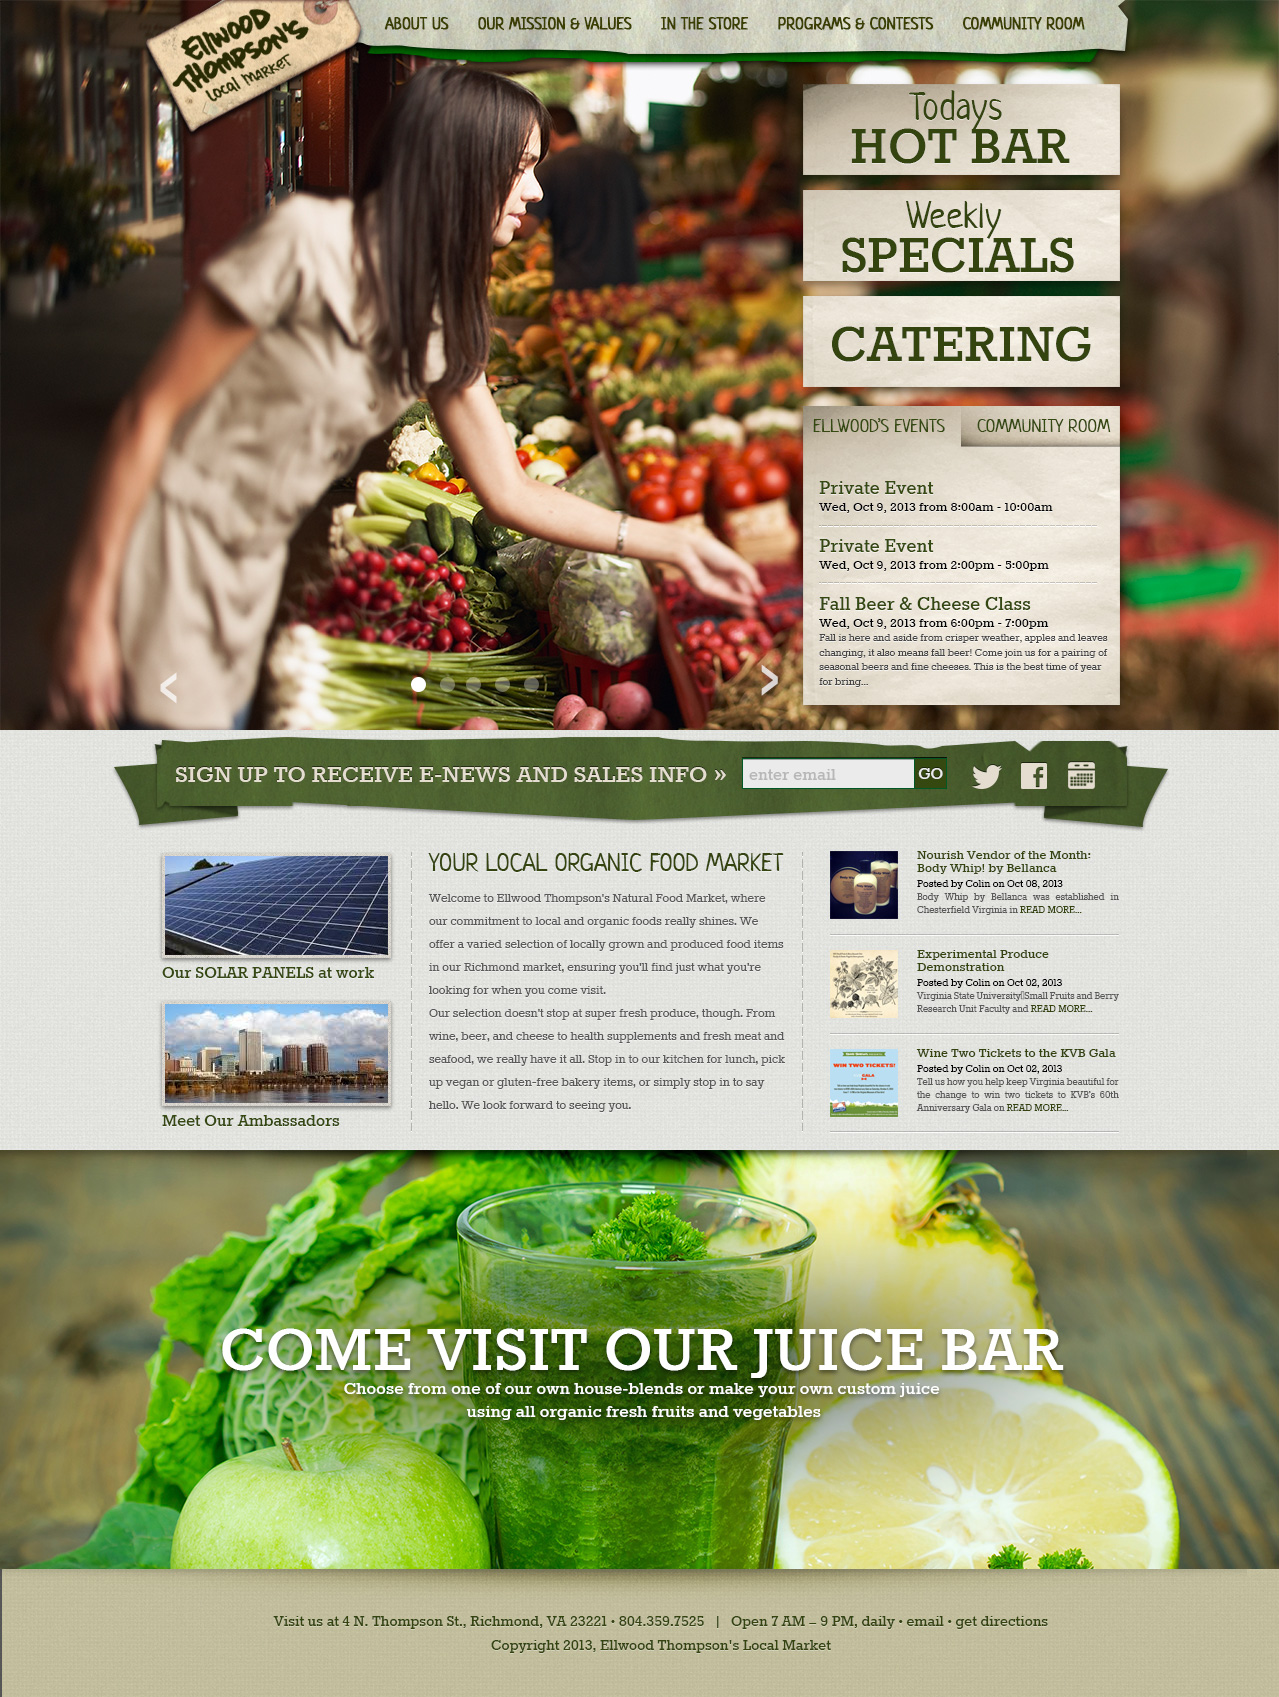 Ellwood
Thompson's
Local Market
ABOUT US
OUR MISSION & VALUES
IN THE STORE
PROGRAMS & CONTESTS
COMMUNITY ROOM
Todays
HOT BAR
Weekly
SPECIALS
CATERING
ELLWOOD'S EVENTS
COMMUNITY ROOM
Private Event
Wed, Oct 9, 2013 from 8:00am - 10:00am
Private Event
Wed, Oct 9, 2013 from 2:00pm - 5:00pm
Fall Beer & Cheese Class
Wed, Oct 9, 2013 from 6:00pm - 7:00pm
Fall is here and aside from crisper weather, apples and leaves
changing, it also means fall beer! Come join us for a pairing of
seasonal beers and fine cheeses. This is the best time of year
for bring...
SIGN UP TO RECEIVE E-NEWS AND SALES INFO »
enter email
GO
Our SOLAR PANELS at work
Meet Our Ambassadors
YOUR LOCAL ORGANIC FOOD MARKET
Welcome to Ellwood Thompson's Natural Food Market, where
our commitment to local and organic foods really shines. We
offer a varied selection of locally grown and produced food items
in our Richmond market, ensuring you'll find just what you're
looking for when you come visit.
Our selection doesn't stop at super fresh produce, though. From
wine, beer, and cheese to health supplements and fresh meat and
seafood, we really have it all. Stop in to our kitchen for lunch, pick
up vegan or gluten-free bakery items, or simply stop in to say
hello. We look forward to seeing you.
Nourish Vendor of the Month:
Body Whip! by Bellanca
Posted by Colin on Oct 08, 2013
Body Whip by Bellanca was established in
Chesterfield Virginia in READ MORE...
Experimental Produce
Demonstration
Posted by Colin on Oct 02, 2013
Virginia State University Small Fruits and Berry
Research Unit Faculty and READ MORE...
WIN TWO TICKETS!
GALA
Wine Two Tickets to the KVB Gala
Posted by Colin on Oct 02, 2013
Tell us how you help keep Virginia beautiful for
the change to win two tickets to KVB's 60th
Anniversary Gala on READ MORE...
COME VISIT OUR JUICE BAR
Choose from one of our own house-blends or make your own custom juice
using all organic fresh fruits and vegetables
Visit us at 4 N. Thompson St., Richmond, VA 23221 • 804.359.7525 | Open 7 AM – 9 PM, daily • email • get directions
Copyright 2013, Ellwood Thompson's Local Market